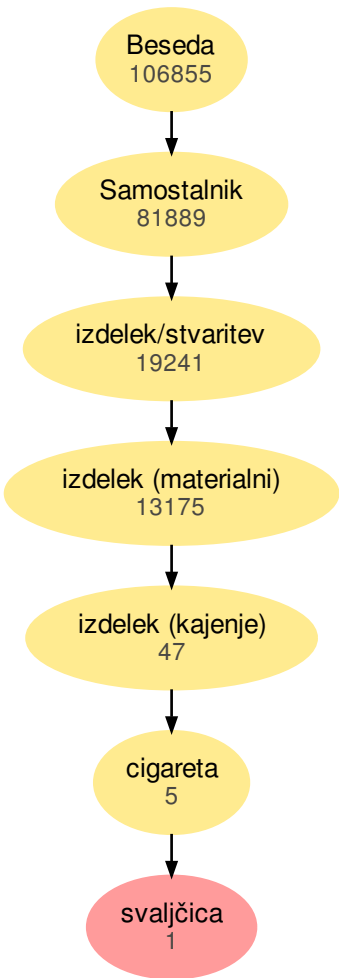 Beseda
106855
Samostalnik
81889
izdelek/stvaritev
19241
izdelek (materialni)
13175
izdelek (kajenje)
47
cigareta
5
svaljčica
1